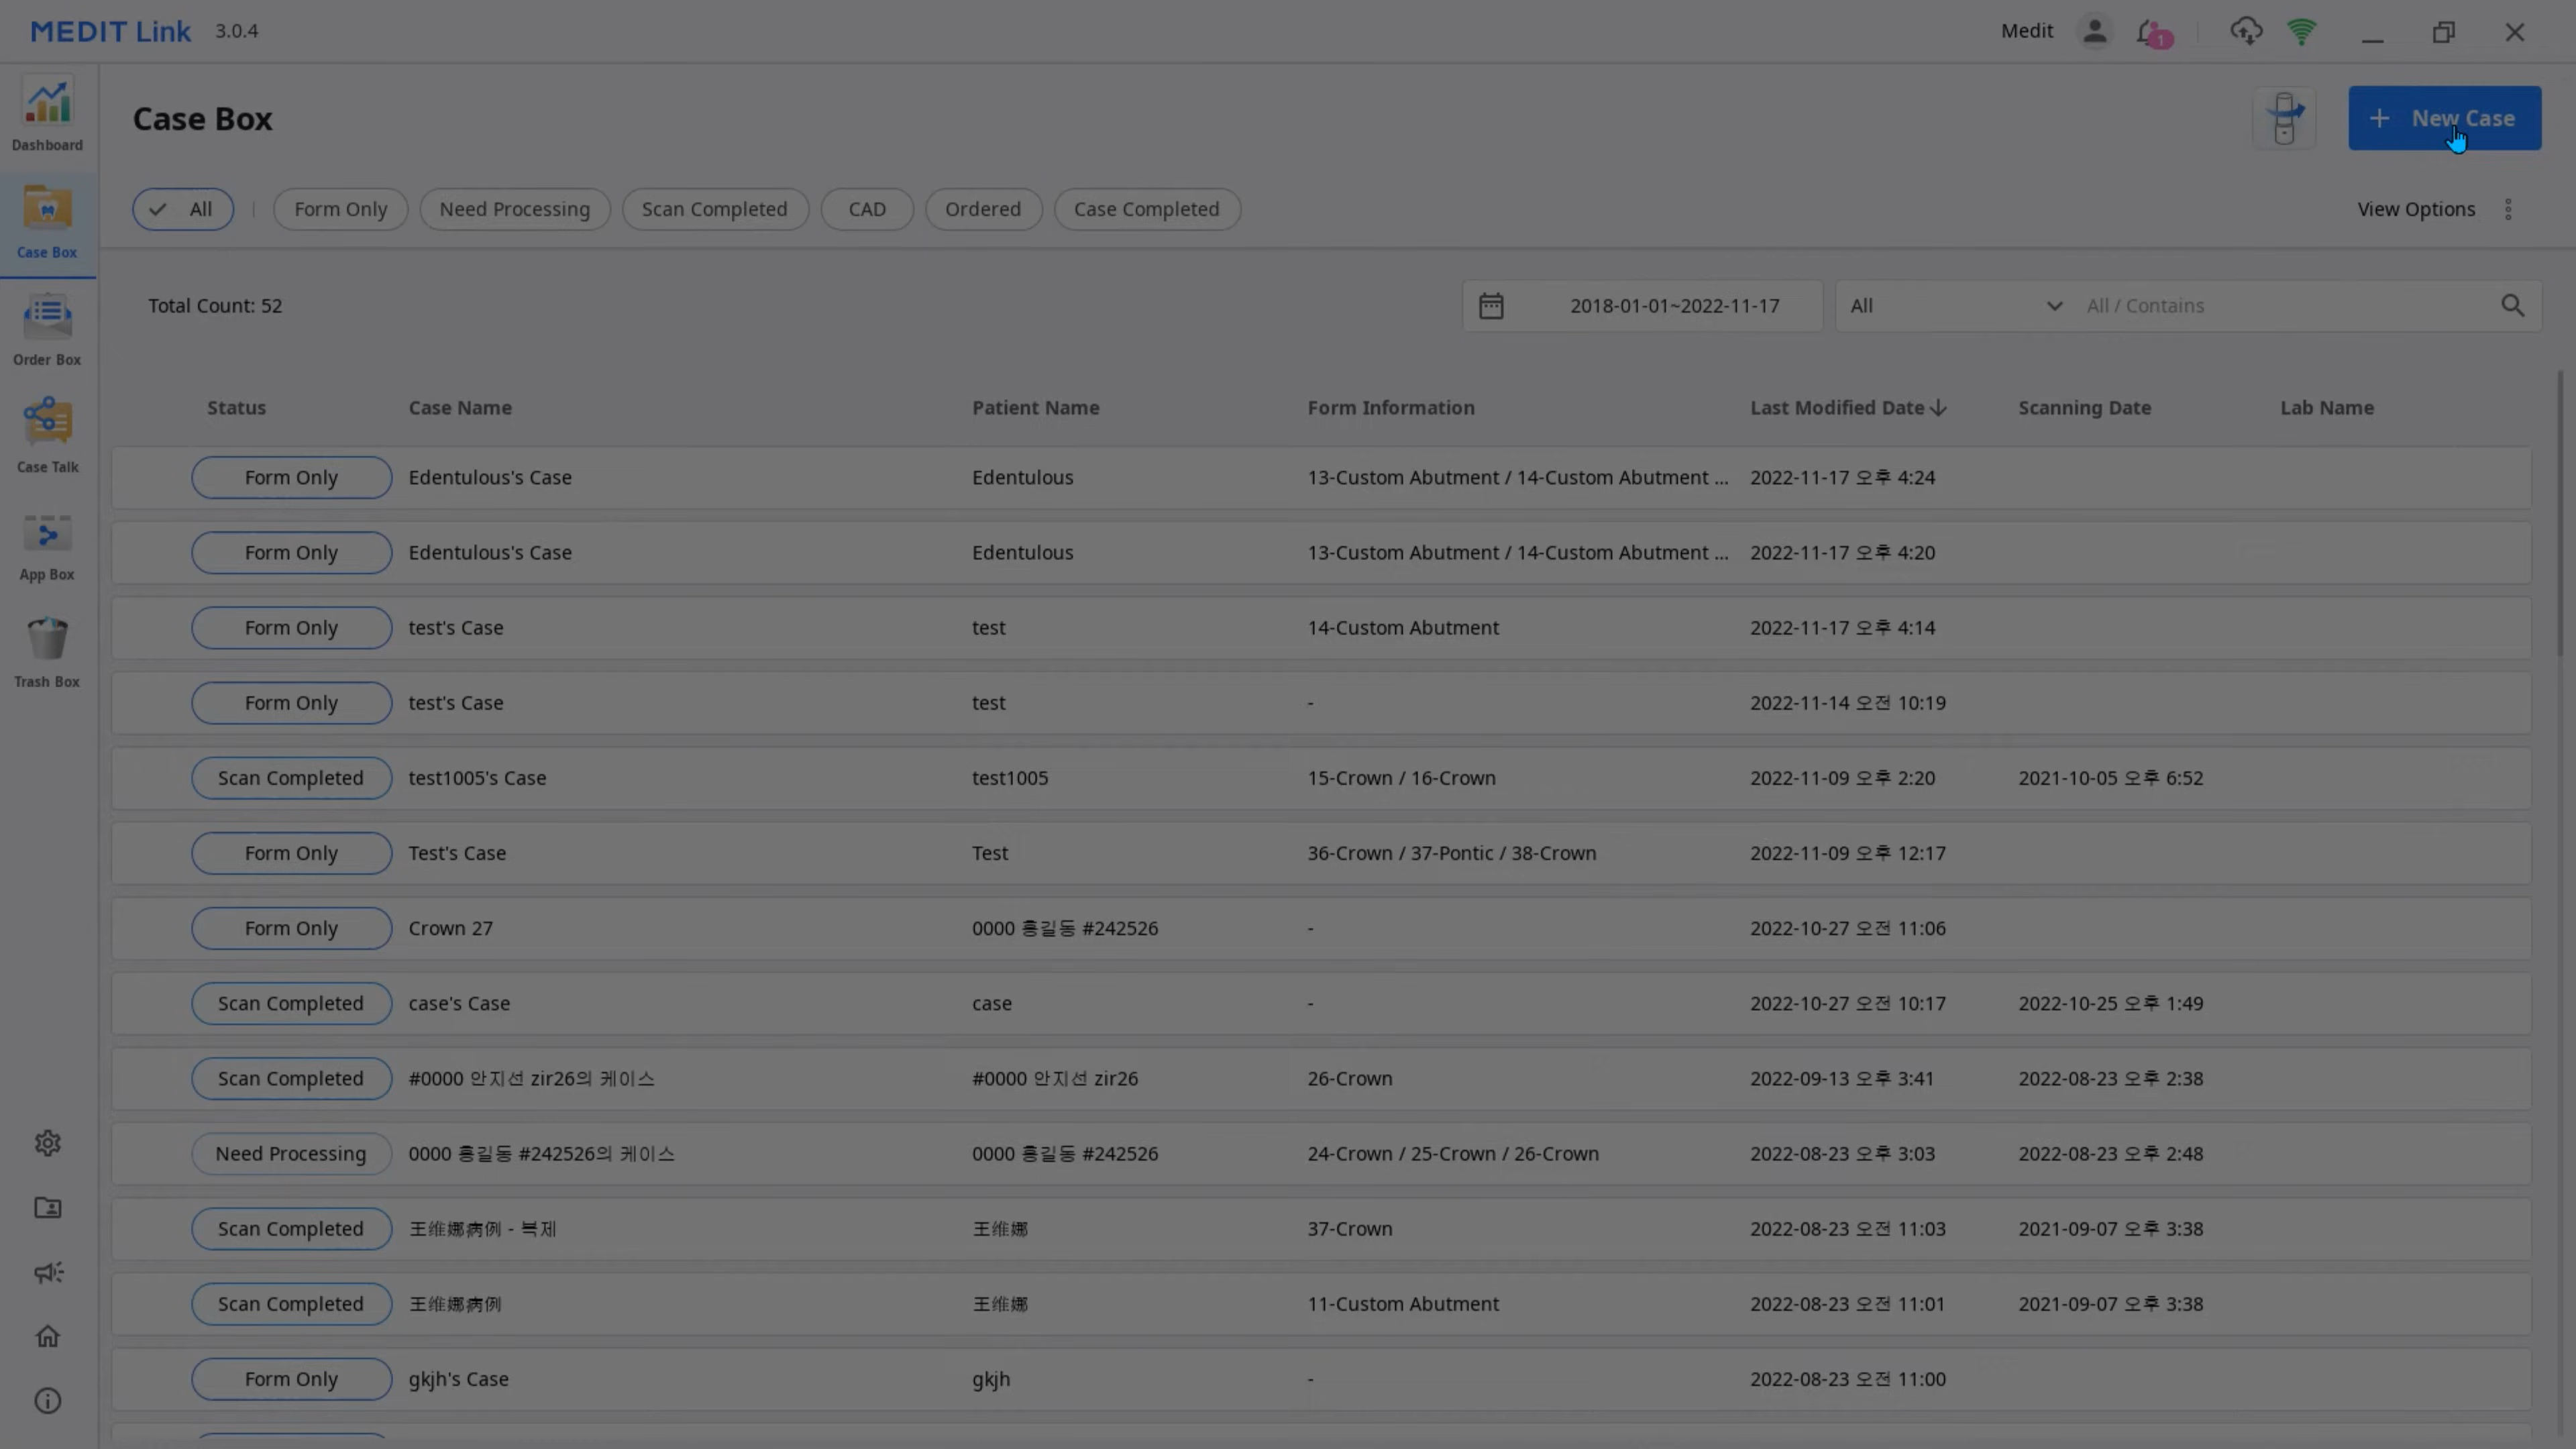 MEDIT Link 3.0.4
Medit
1
Dashboard
Case Box
Order Box
Case Talk
App Box
Trash Box
Case Box
+ New Case
All | Form Only Need Processing Scan Completed CAD Ordered Case Completed
View Options
Total Count: 52
2018-01-01~2022-11-17
All
All / Contains
Status Case Name Patient Name Form Information Last Modified Date Scanning Date Lab Name
Form Only Edentulous's Case Edentulous 13-Custom Abutment / 14-Custom Abutment ... 2022-11-17 오후 4:24
Form Only Edentulous's Case Edentulous 13-Custom Abutment / 14-Custom Abutment ... 2022-11-17 오후 4:20
Form Only test's Case test 14-Custom Abutment 2022-11-17 오후 4:14
Form Only test's Case test - 2022-11-14 오전 10:19
Scan Completed test1005's Case test1005 15-Crown / 16-Crown 2022-11-09 오후 2:20 2021-10-05 오후 6:52
Form Only Test's Case Test 36-Crown / 37-Pontic / 38-Crown 2022-11-09 오후 12:17
Form Only Crown 27 0000 홍길동 #242526 - 2022-10-27 오전 11:06
Scan Completed case's Case case - 2022-10-27 오전 10:17 2022-10-25 오후 1:49
Scan Completed #0000 안지선 zir26의 케이스 #0000 안지선 zir26 26-Crown 2022-09-13 오후 3:41 2022-08-23 오후 2:38
Need Processing 0000 홍길동 #242526의 케이스 0000 홍길동 #242526 24-Crown / 25-Crown / 26-Crown 2022-08-23 오후 3:03 2022-08-23 오후 2:48
Scan Completed 王维娜病例 - 복제 王维娜 37-Crown 2022-08-23 오전 11:03 2021-09-07 오후 3:38
Scan Completed 王维娜病例 王维娜 11-Custom Abutment 2022-08-23 오전 11:01 2021-09-07 오후 3:38
Form Only gkjh's Case gkjh - 2022-08-23 오전 11:00